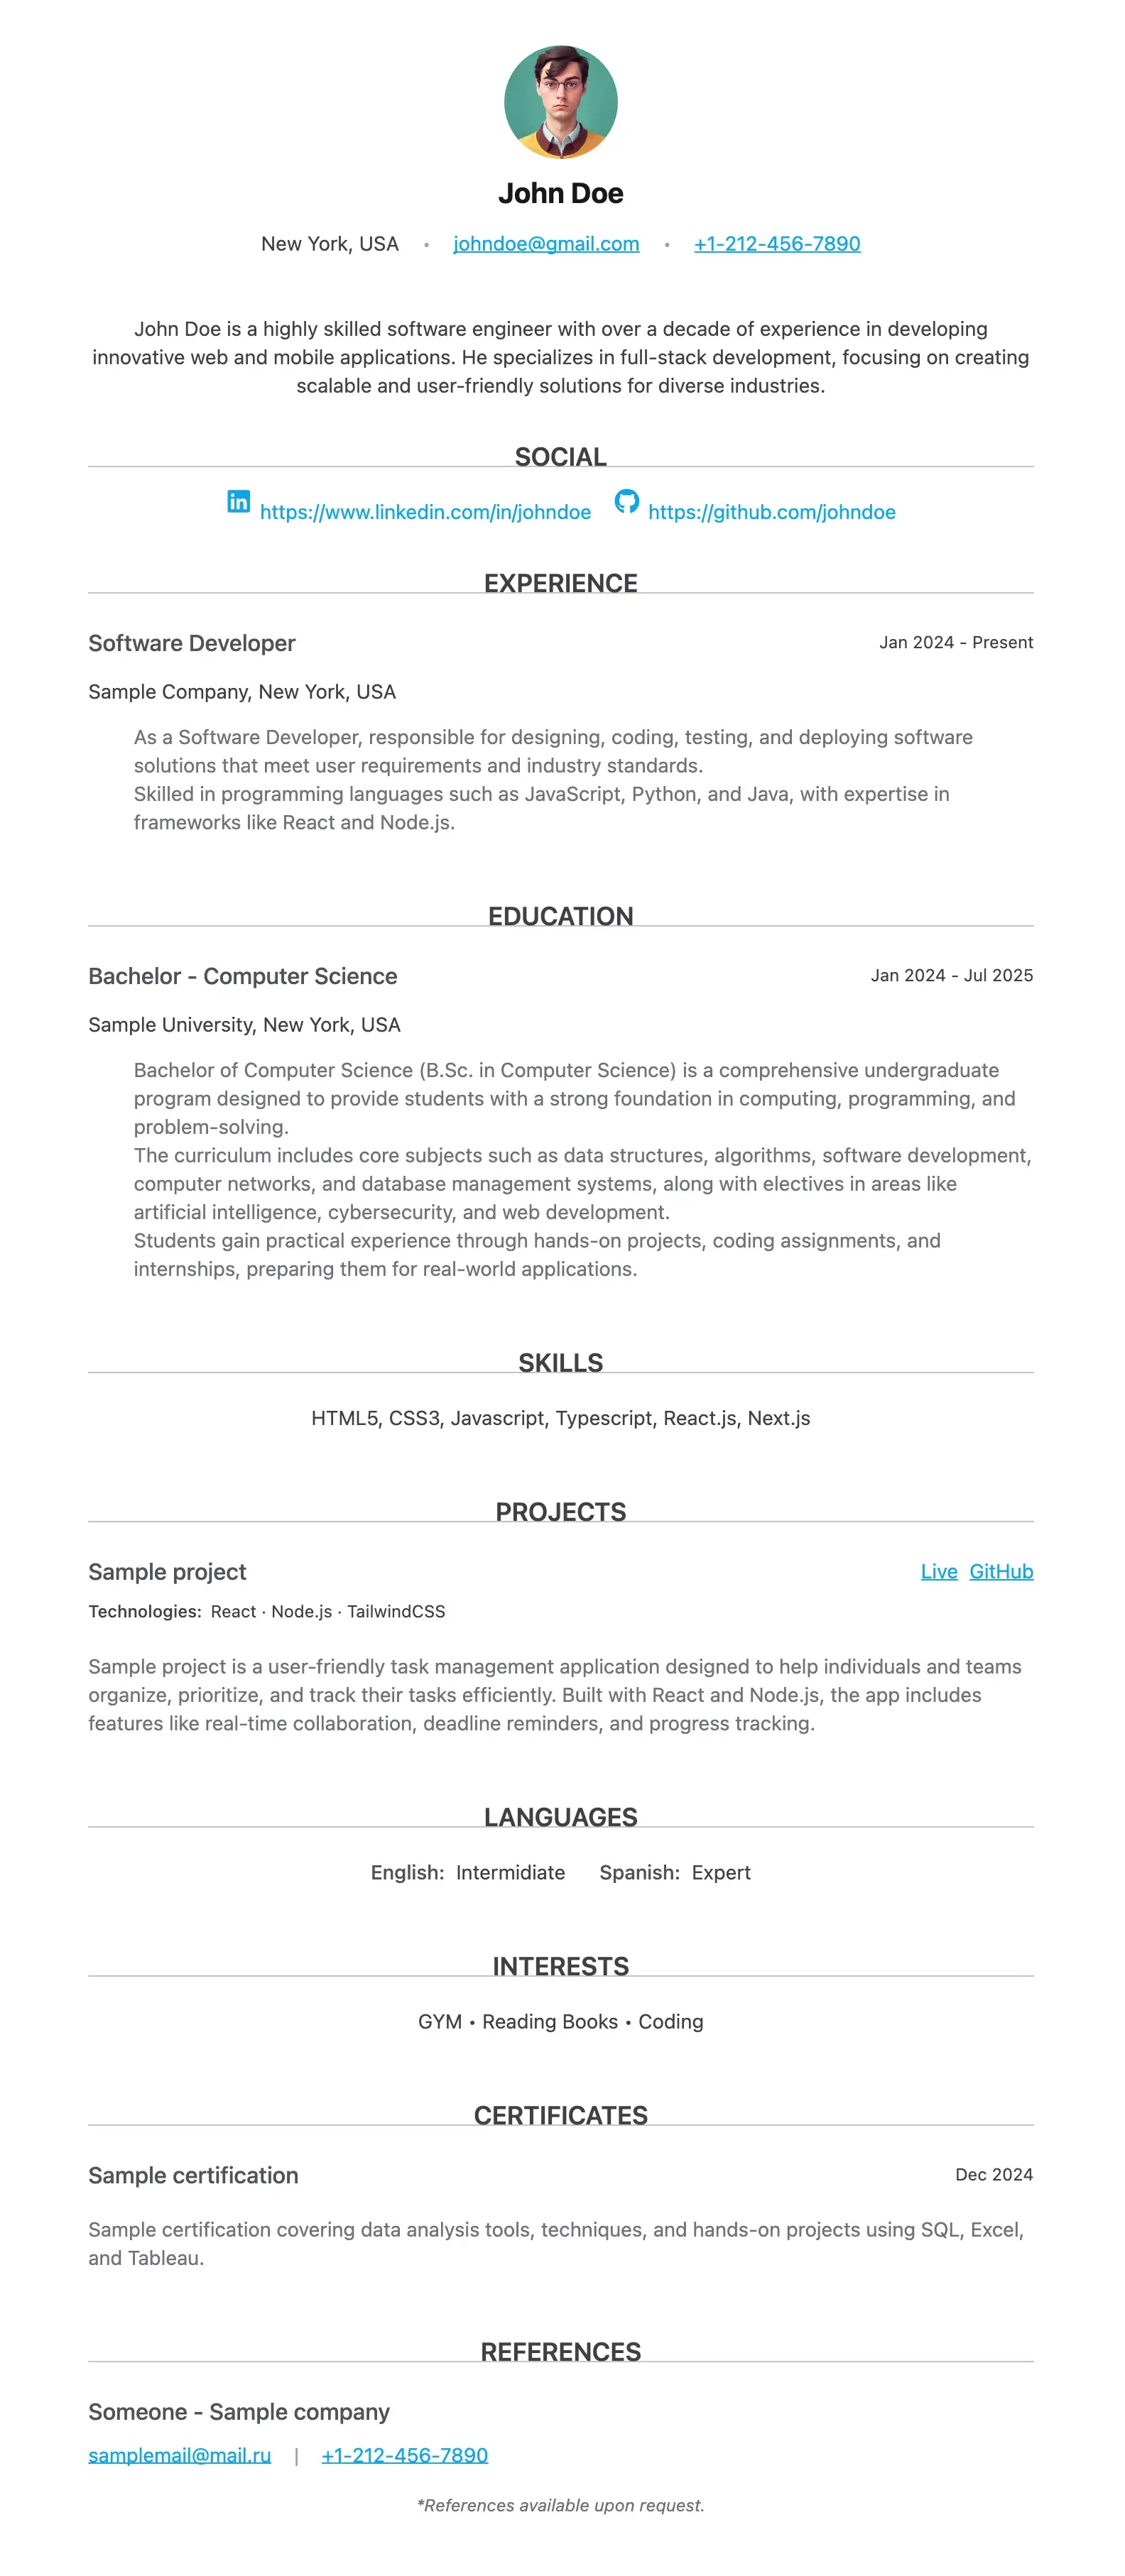 John Doe
New York, USA • johndoe@gmail.com • +1-212-456-7890
John Doe is a highly skilled software engineer with over a decade of experience in developing
innovative web and mobile applications. He specializes in full-stack development, focusing on creating
scalable and user-friendly solutions for diverse industries.
SOCIAL
in https://www.linkedin.com/in/johndoe https://github.com/johndoe
EXPERIENCE
Software Developer Jan 2024 - Present
Sample Company, New York, USA
As a Software Developer, responsible for designing, coding, testing, and deploying software
solutions that meet user requirements and industry standards.
Skilled in programming languages such as JavaScript, Python, and Java, with expertise in
frameworks like React and Node.js.
EDUCATION
Bachelor - Computer Science Jan 2024 - Jul 2025
Sample University, New York, USA
Bachelor of Computer Science (B.Sc. in Computer Science) is a comprehensive undergraduate
program designed to provide students with a strong foundation in computing, programming, and
problem-solving.
The curriculum includes core subjects such as data structures, algorithms, software development,
computer networks, and database management systems, along with electives in areas like
artificial intelligence, cybersecurity, and web development.
Students gain practical experience through hands-on projects, coding assignments, and
internships, preparing them for real-world applications.
SKILLS
HTML5, CSS3, Javascript, Typescript, React.js, Next.js
PROJECTS
Sample project Live GitHub
Technologies: React · Node.js · TailwindCSS
Sample project is a user-friendly task management application designed to help individuals and teams
organize, prioritize, and track their tasks efficiently. Built with React and Node.js, the app includes
features like real-time collaboration, deadline reminders, and progress tracking.
LANGUAGES
English: Intermidiate Spanish: Expert
INTERESTS
GYM • Reading Books • Coding
CERTIFICATES
Sample certification Dec 2024
Sample certification covering data analysis tools, techniques, and hands-on projects using SQL, Excel,
and Tableau.
REFERENCES
Someone - Sample company
samplemail@mail.ru | +1-212-456-7890
*References available upon request.